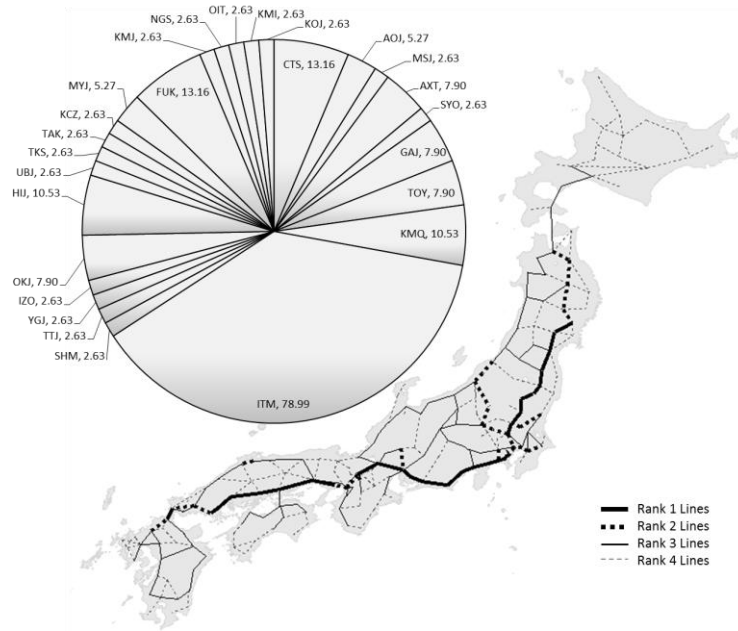 OIT, 2.63
NGS, 2.63
KMI, 2.63
KMJ, 2.63
KOJ, 2.63
AOJ, 5.27
MSJ, 2.63
CTS, 13.16
FUK, 13.16
AXT, 7.90
MYJ, 5.27
SYO, 2.63
KCZ, 2.63
TAK, 2.63
GAJ, 7.90
TKS, 2.63
UBJ, 2.63
TOY, 7.90
HIJ, 10.53
KMQ, 10.53
OKJ, 7.90
IZO, 2.63
YGJ, 2.63
TTJ, 2.63
SHM, 2.63
ITM, 78.99
Rank 1 Lines
Rank 2 Lines
Rank 3 Lines
Rank 4 Lines